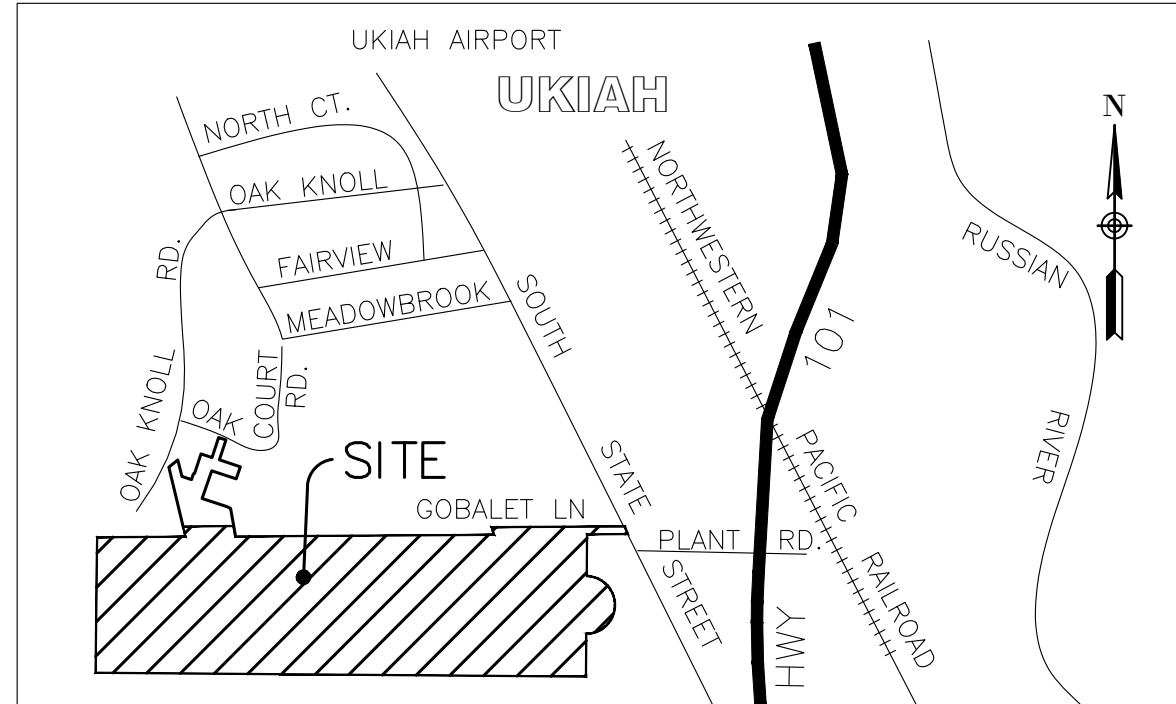 UKIAH AIRPORT
UKIAH
N
NORTH CT.
OAK KNOLL
RD.
FAIRVIEW
MEADOWBROOK
SOUTH
NORTHWESTERN
101
RUSSIAN
OAK KNOLL
OAK
COURT
RD.
SITE
GOBALET LN
STATE
PACIFIC
RIVER
PLANT RD.
STREET
HWY
RAILROAD